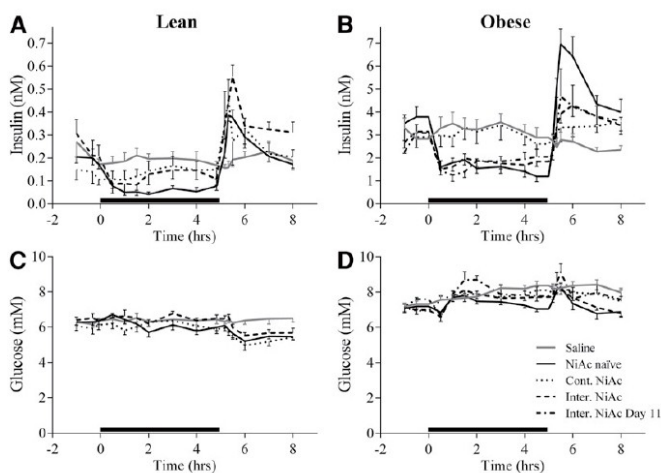 A Lean
B Obese
Insulin (nM)
0.7
0.6
0.5
0.4
0.3
0.2
0.1
0.0
-2 0 2 4 6 8
Time (hrs)
Insulin (nM)
7
6
5
4
3
2
1
0
-2 0 2 4 6 8
Time (hrs)
C
Glucose (mM)
10
8
6
4
2
0
-2 0 2 4 6 8
Time (hrs)
D
Glucose (mM)
10
8
6
4
2
0
-2 0 2 4 6 8
Time (hrs)
Saline
NiAc naïve
Cont. NiAc
Inter. NiAc
Inter. NiAc Day 11